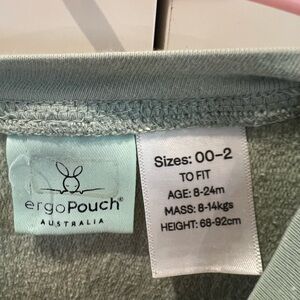 ergoPouch®
AUSTRALIA
Sizes: 00-2
TO FIT
AGE: 8-24m
MASS: 8-14kgs
HEIGHT: 68-92cm